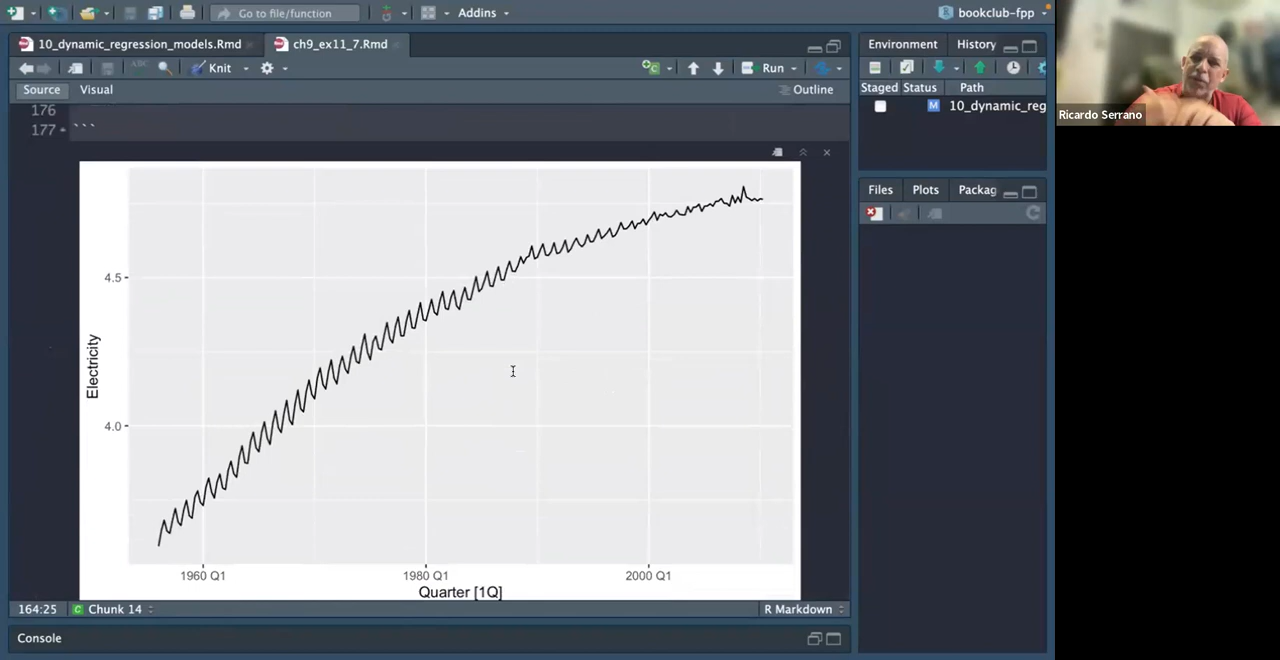 Go to file/function
Addins
bookclub-fpp
10_dynamic_regression_models.Rmd
ch9_ex11_7.Rmd
Environment
History
ABC
Knit
Run
Source
Visual
Outline
Staged Status
Path
176
M
10_dynamic_reg
177
```
Ricardo Serrano
Files
Plots
Packag
4.5
4.0
Electricity
1960 Q1
1980 Q1
2000 Q1
Quarter [1Q]
164:25
C Chunk 14
R Markdown
Console